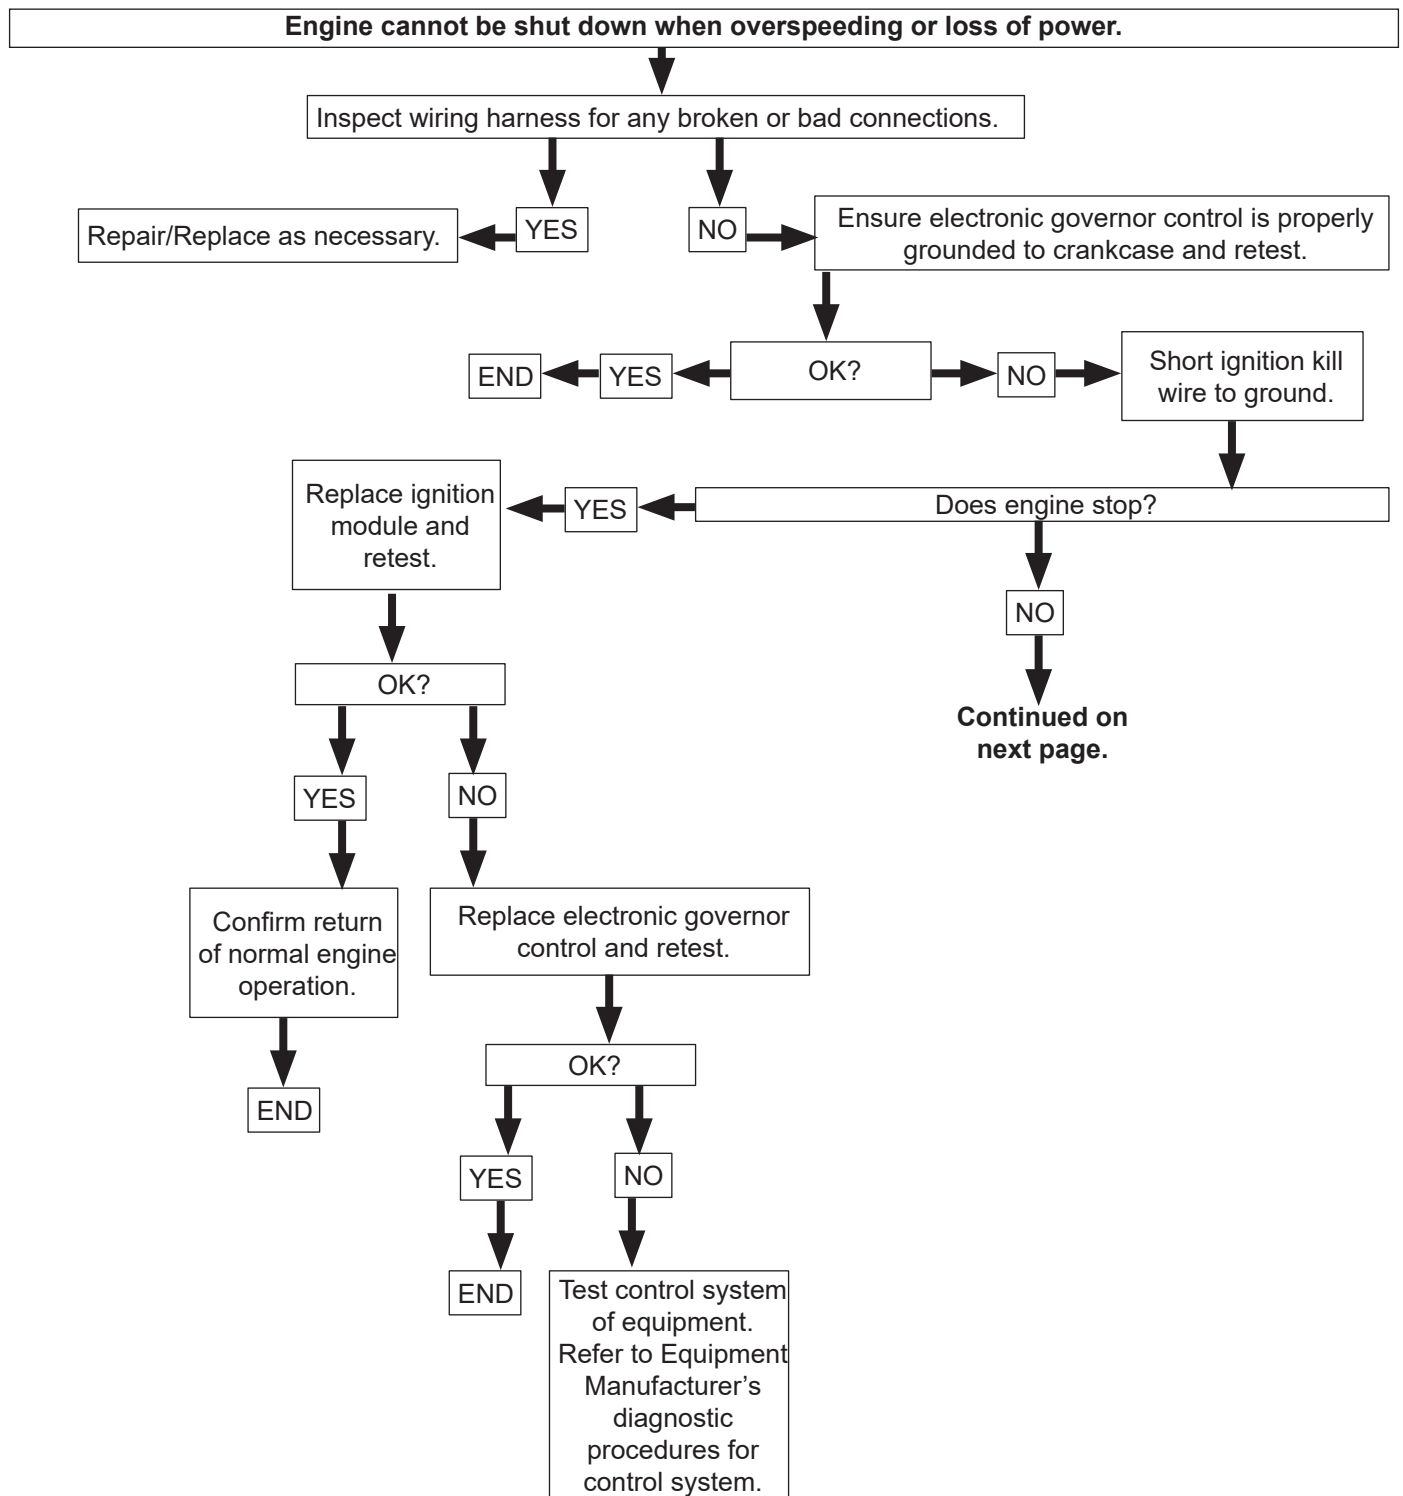 Engine cannot be shut down when overspeeding or loss of power.
Inspect wiring harness for any broken or bad connections.
Repair/Replace as necessary.
YES
NO
Ensure electronic governor control is properly
grounded to crankcase and retest.
END
YES
OK?
NO
Short ignition kill
wire to ground.
Replace ignition
module and
retest.
YES
Does engine stop?
NO
OK?
Continued on
next page.
YES
NO
Confirm return
of normal engine
operation.
Replace electronic governor
control and retest.
OK?
END
YES
NO
END
Test control system
of equipment.
Refer to Equipment
Manufacturer’s
diagnostic
procedures for
control system.